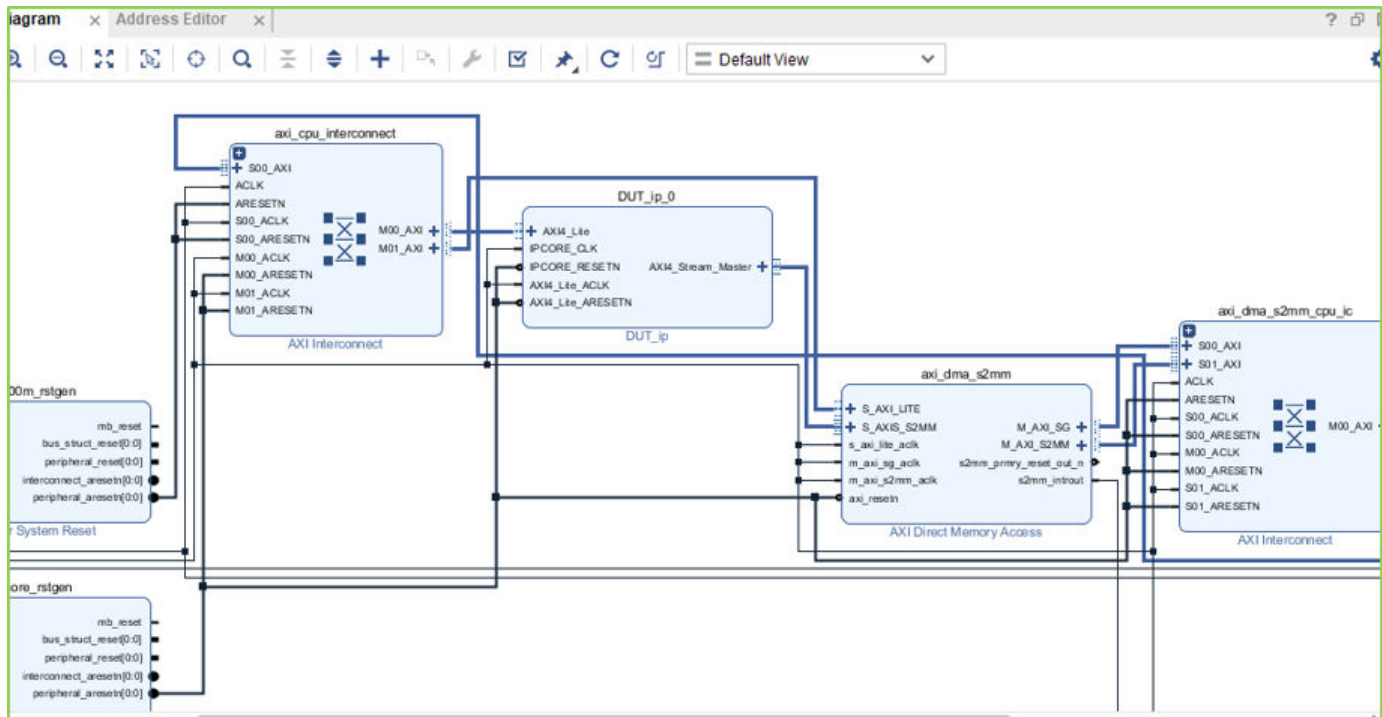 iagram × Address Editor ×
?
Default View
axi_cpu_interconnect
S00_AXI
ACLK
ARESETN
S00_ACLK
S00_ARESETN
M00_ACLK
M00_ARESETN
M01_ACLK
M01_ARESETN
M00_AXI
M01_AXI
AXI Interconnect
DUT_ip_0
AXI4_Lite
IPCORE_CLK
IPCORE_RESETN
AXI4_Lite_ACLK
AXI4_Lite_ARESETN
AXI4_Stream_Master
DUT_ip
axi_dma_s2mm_cpu_ic
S00_AXI
S01_AXI
ACLK
ARESETN
S00_ACLK
S00_ARESETN
M00_ACLK
M00_ARESETN
S01_ACLK
S01_ARESETN
M00_AXI
AXI Interconnect
axi_dma_s2mm
S_AXI_LITE
S_AXIS_S2MM
s_axi_lite_aclk
m_axi_sg_aclk
m_axi_s2mm_aclk
axi_resetn
M_AXI_SG
M_AXI_S2MM
s2mm_prmry_reset_out_n
s2mm_introut
AXI Direct Memory Access
00m_rstgen
mb_reset
bus_struct_reset[0:0]
peripheral_reset[0:0]
interconnect_aresetn[0:0]
peripheral_aresetn[0:0]
r System Reset
ore_rstgen
mb_reset
bus_struct_reset[0:0]
peripheral_reset[0:0]
interconnect_aresetn[0:0]
peripheral_aresetn[0:0]